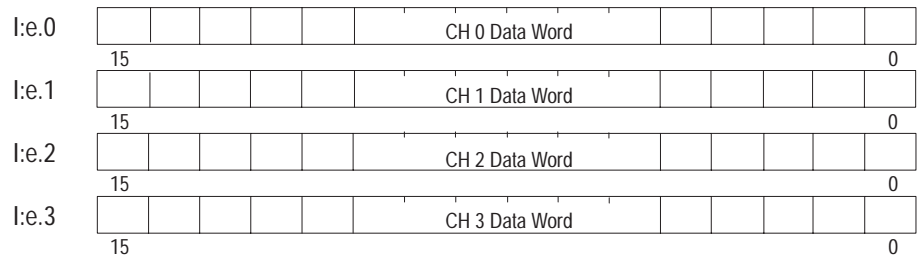 I:e.0 CH 0 Data Word
15 0
I:e.1 CH 1 Data Word
15 0
I:e.2 CH 2 Data Word
15 0
I:e.3 CH 3 Data Word
15 0